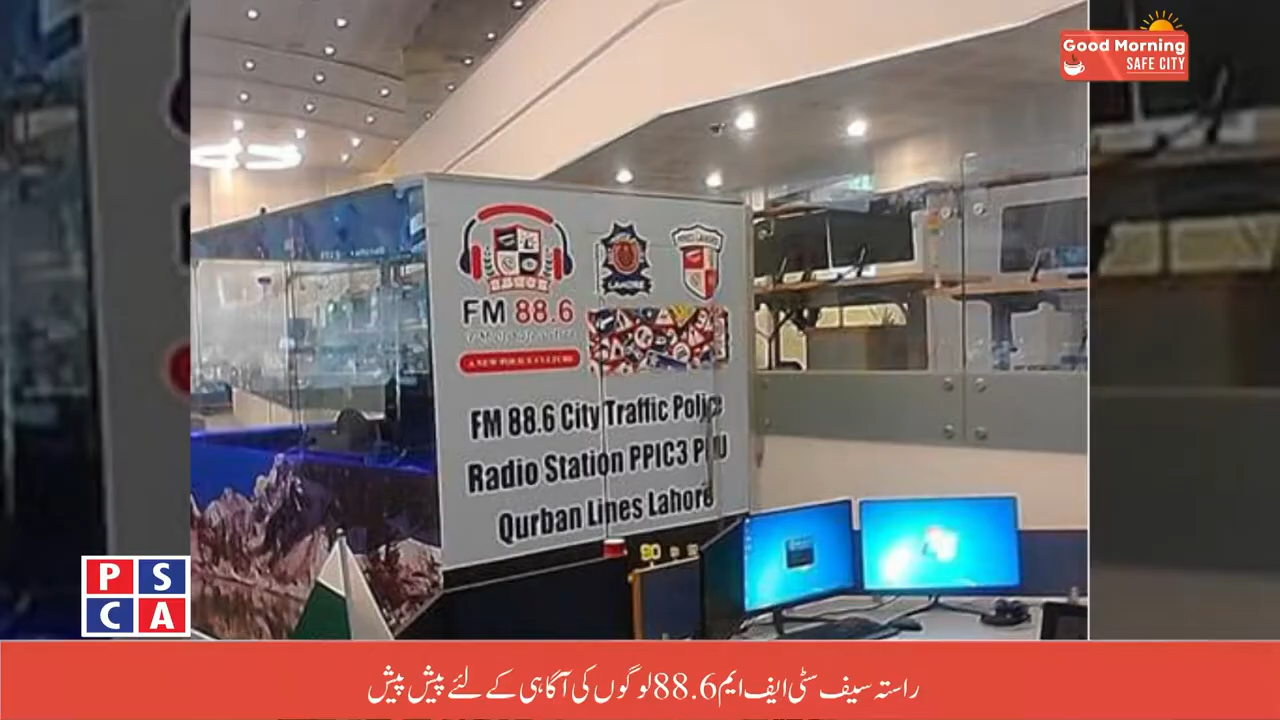 Good Morning
SAFE CITY
FM 88.6
A NEW POLICE CULTURE
LAHORE
FM 88.6 City Traffic Police
Radio Station PPIC3
Qurban Lines Lahore
P S
C A
راستہ سیف سٹی ایف ایم 88.6 لوگوں کی آگاہی کے لئے پیش پیش